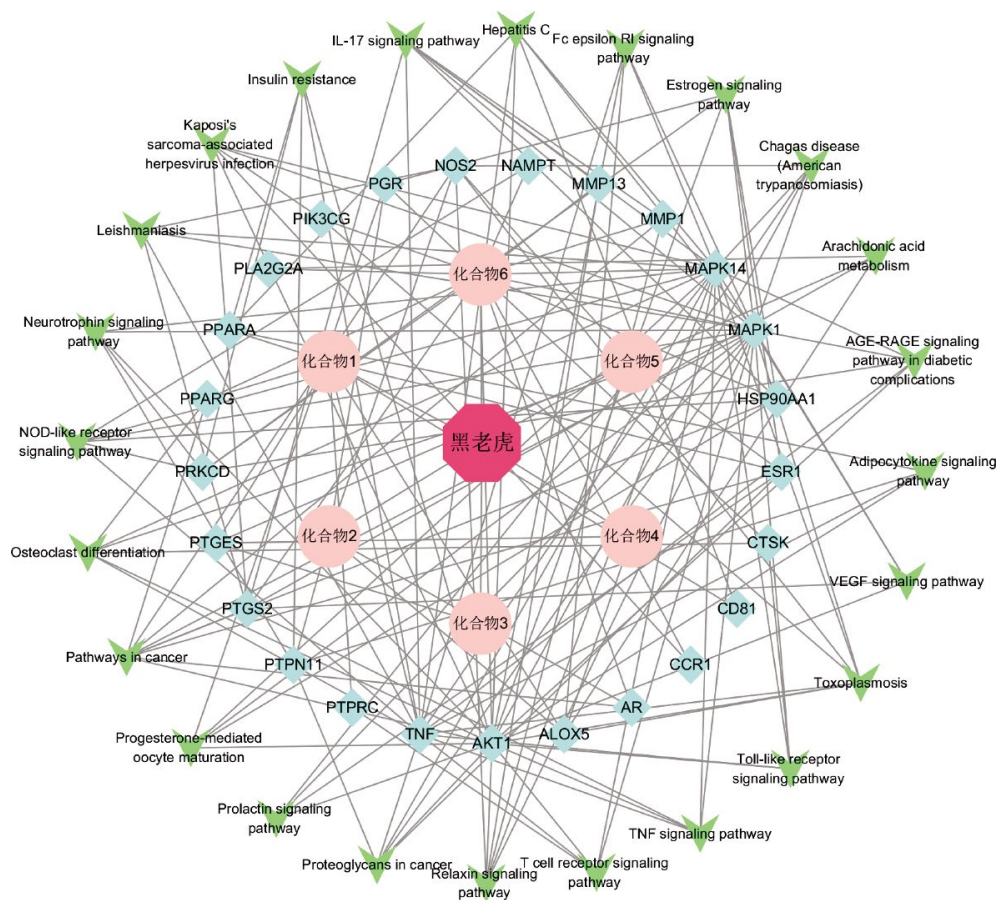 IL-17 signaling pathway
Hepatitis C
Fc epsilon RI signaling
pathway
Insulin resistance
Estrogen signaling
pathway
Kaposi's
sarcoma-associated
herpesvirus infection
Chagas disease
(American
trypanosomiasis)
NOS2
NAMPT
PGR
MMP13
PIK3CG
MMP1
Leishmaniasis
Arachidonic acid
metabolism
PLA2G2A
化合物6
MAPK14
Neurotrophin signaling
pathway
PPARA
MAPK1
AGE-RAGE signaling
pathway in diabetic
complications
化合物1
化合物5
PPARG
HSP90AA1
NOD-like receptor
signaling pathway
黑老虎
PRKCD
ESR1
Adipocytokine signaling
pathway
Osteoclast differentiation
PTGES
化合物2
化合物4
CTSK
VEGF signaling pathway
PTGS2
化合物3
CD81
Pathways in cancer
PTPN11
CCR1
Toxoplasmosis
PTPRC
AR
TNF
AKT1
ALOX5
Progesterone-mediated
oocyte maturation
Toll-like receptor
signaling pathway
Prolactin signaling
pathway
TNF signaling pathway
Proteoglycans in cancer
Relaxin signaling
pathway
T cell receptor signaling
pathway